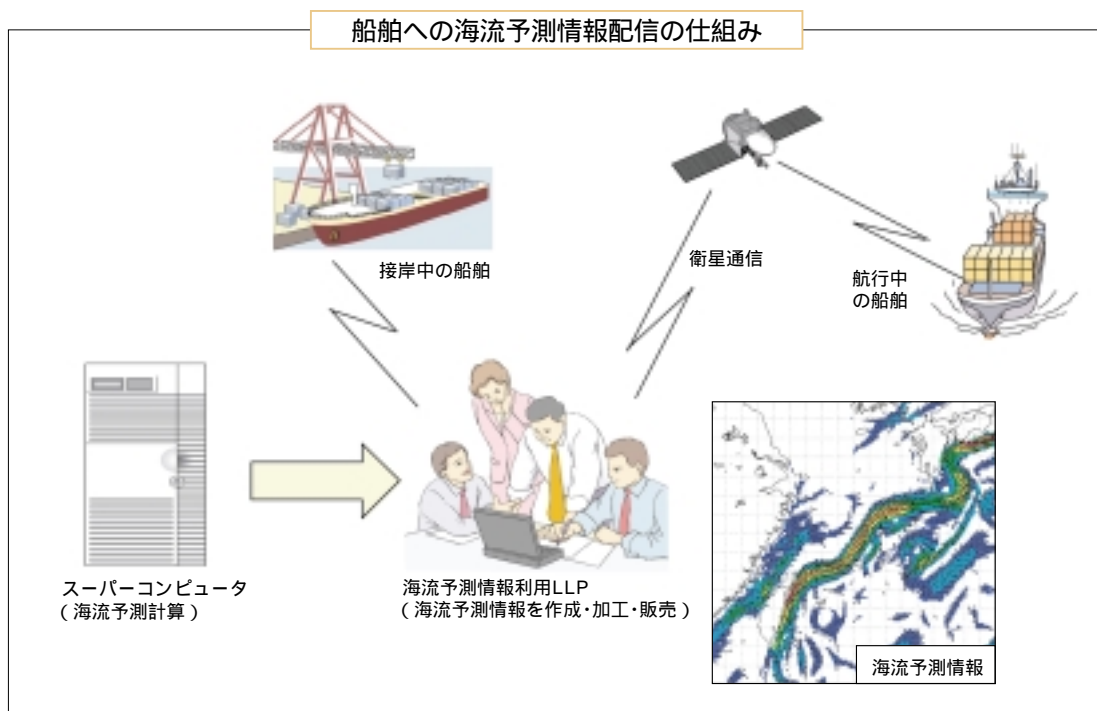 船舶への海流予測情報配信の仕組み
接岸中の船舶
衛星通信
航行中
の船舶
スーパーコンピュータ
(海流予測計算)
海流予測情報利用LLP
(海流予測情報を作成・加工・販売)
海流予測情報